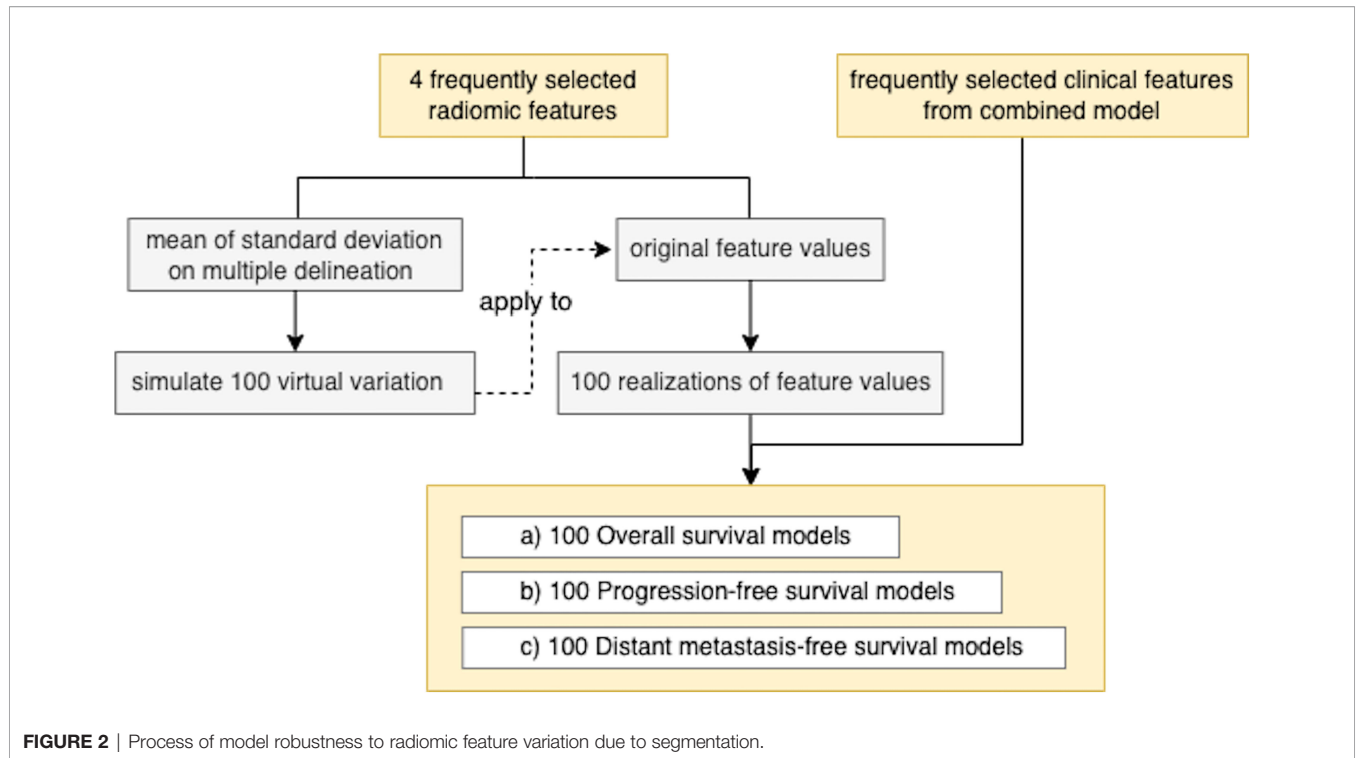 4 frequently selected
radiomic features
frequently selected clinical features
from combined model
mean of standard deviation
on multiple delineation
original feature values
apply to
simulate 100 virtual variation
100 realizations of feature values
a) 100 Overall survival models
b) 100 Progression-free survival models
c) 100 Distant metastasis-free survival models
FIGURE 2 | Process of model robustness to radiomic feature variation due to segmentation.